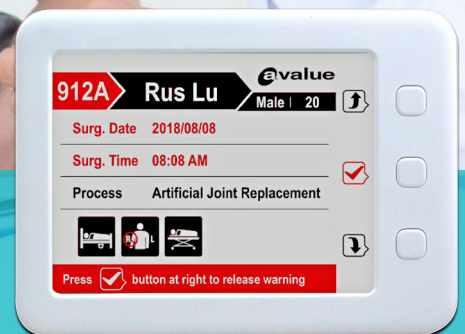 avalue
912A Rus Lu
Male | 20
Surg. Date 2018/08/08
Surg. Time 08:08 AM
Process Artificial Joint Replacement
R L
Press button at right to release warning